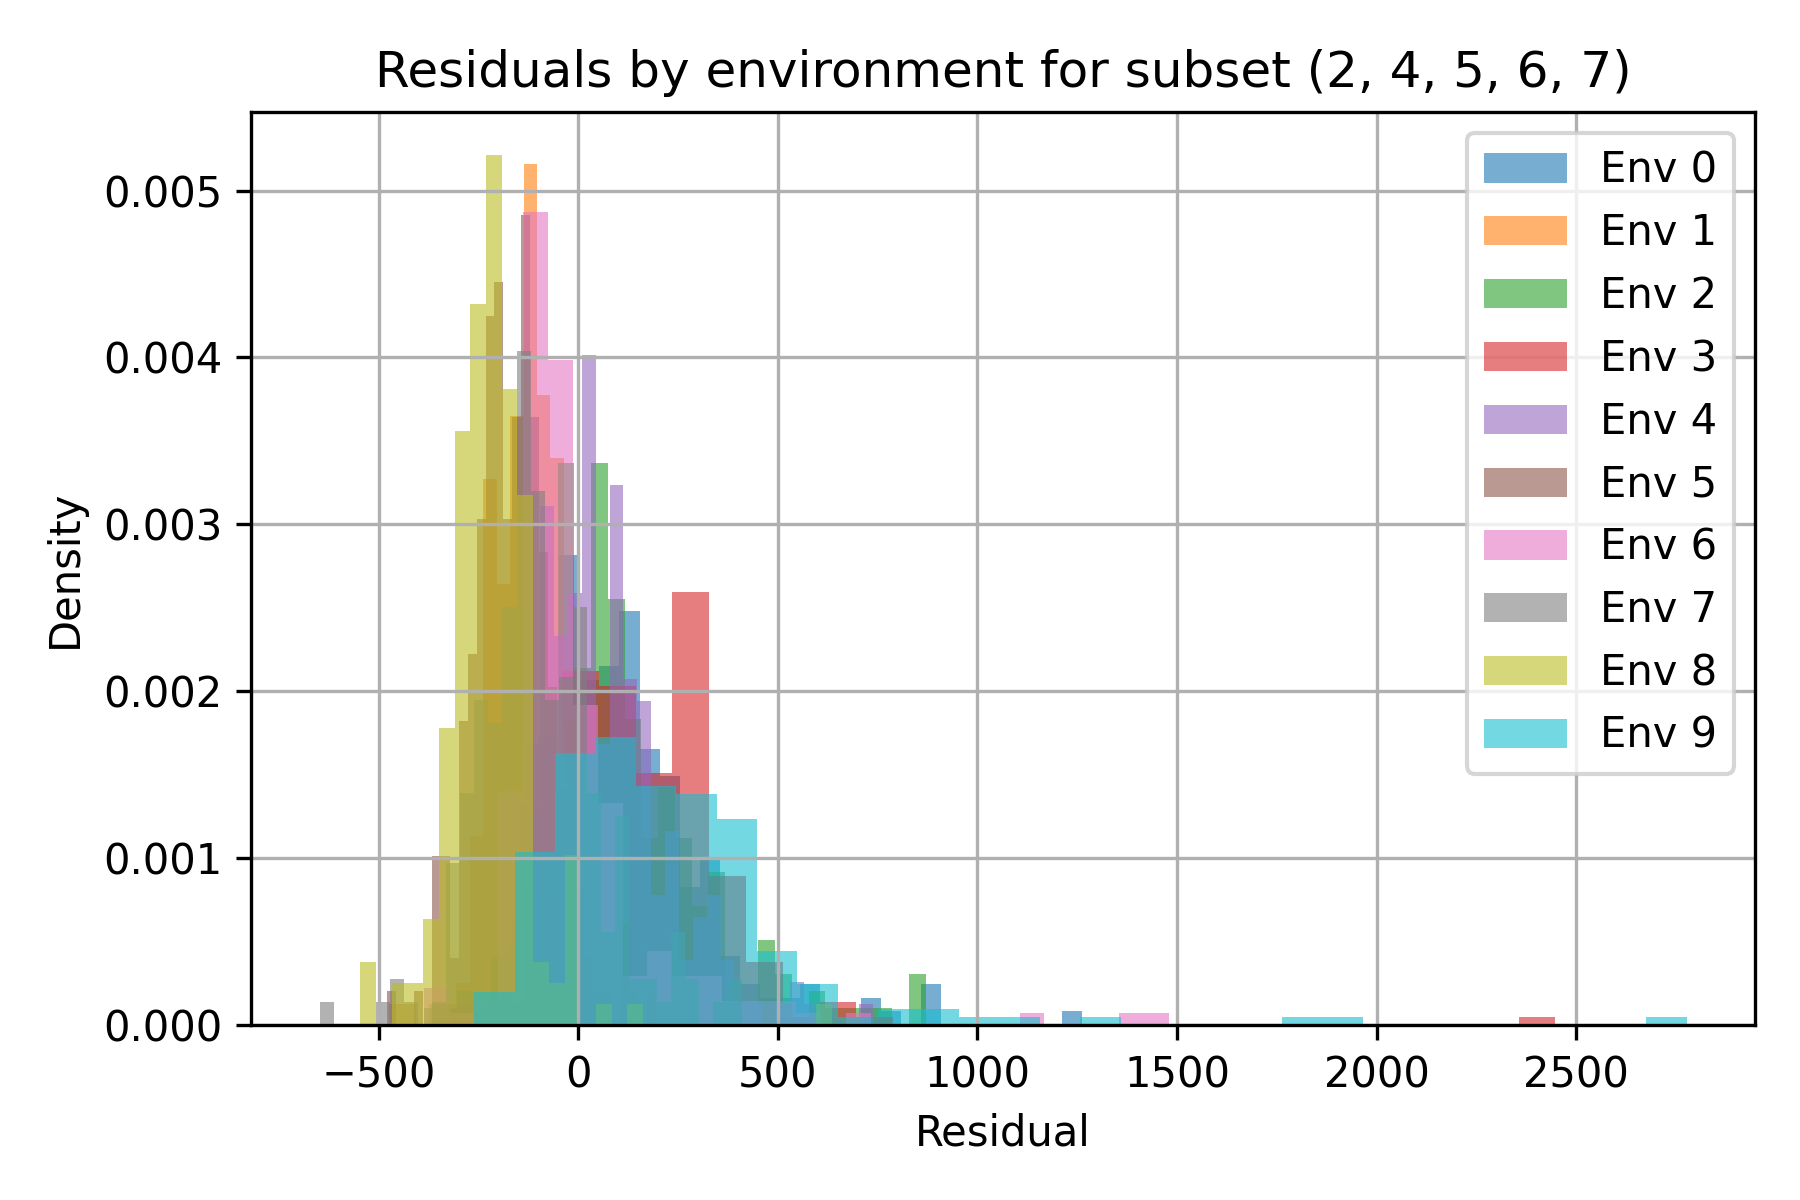 Residuals by environment for subset (2, 4, 5, 6, 7)
0.005
0.004
0.003
0.002
0.001
0.000
Density
−500
0
500
1000
1500
2000
2500
Residual
Env 0
Env 1
Env 2
Env 3
Env 4
Env 5
Env 6
Env 7
Env 8
Env 9